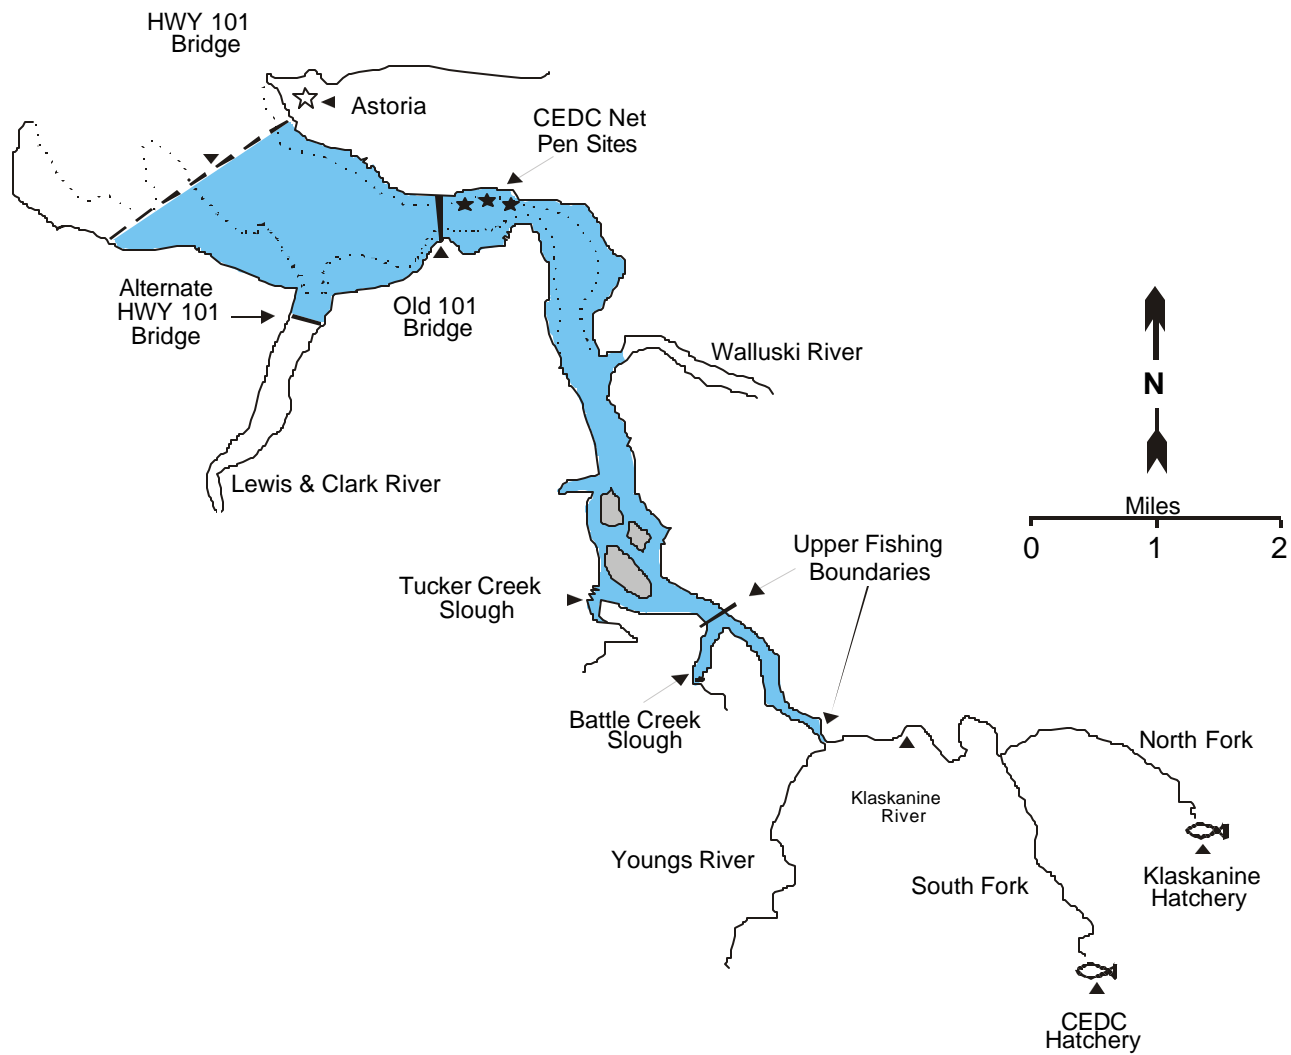 HWY 101
Bridge
Astoria
CEDC Net
Pen Sites
Alternate
HWY 101
Bridge
Old 101
Bridge
Walluski River
N
Lewis & Clark River
Miles
0 1 2
Upper Fishing
Boundaries
Tucker Creek
Slough
Battle Creek
Slough
North Fork
Klaskanine
River
Youngs River
South Fork
Klaskanine
Hatchery
CEDC
Hatchery